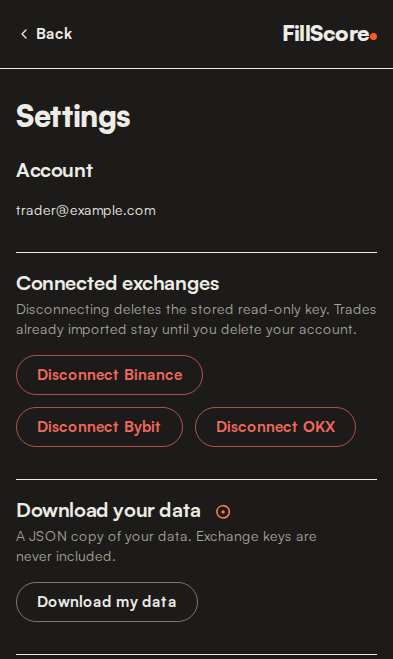 Back
FillScore
Settings
Account
trader@example.com
Connected exchanges
Disconnecting deletes the stored read-only key. Trades
already imported stay until you delete your account.
Disconnect Binance
Disconnect Bybit
Disconnect OKX
Download your data
A JSON copy of your data. Exchange keys are
never included.
Download my data